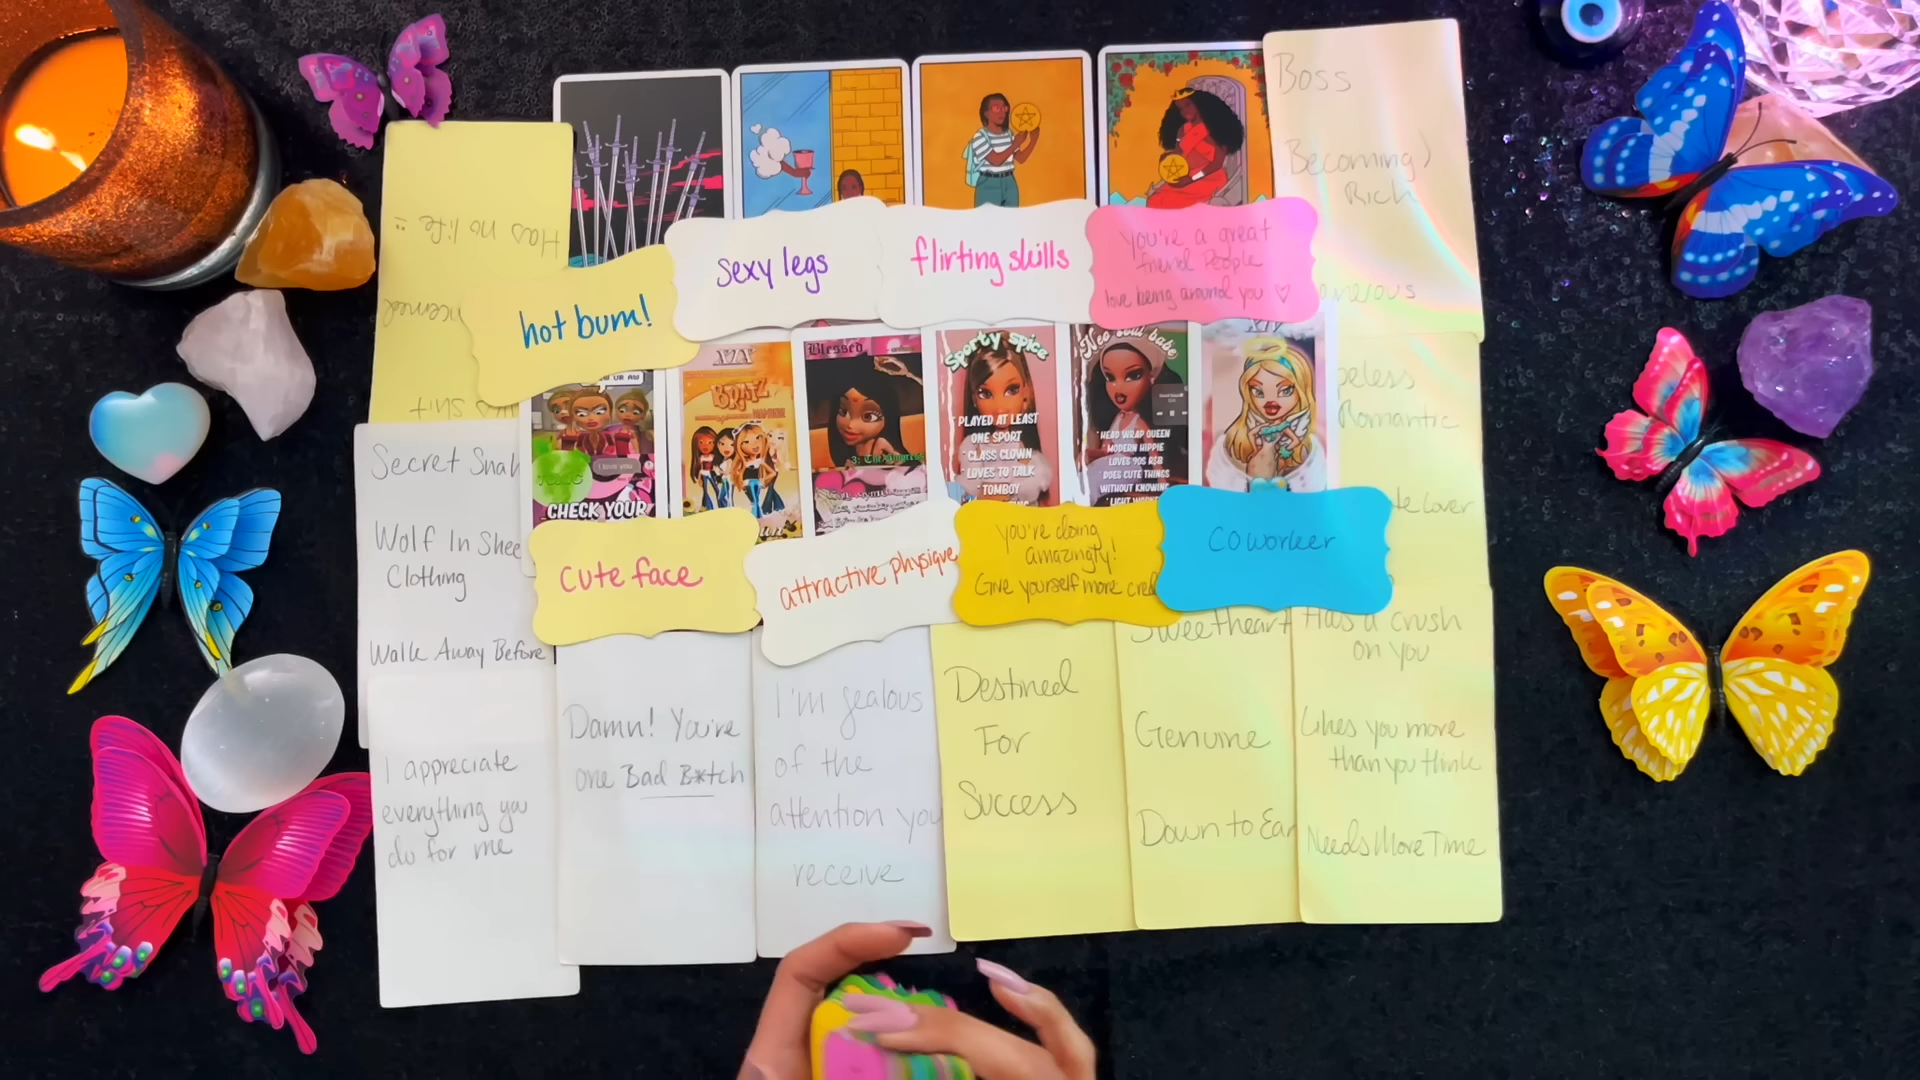 Boss
Becoming
Rich
Has no life
hot bum!
sexy legs
flirting skills
You're a great
friend People
love being around you ♡
Romantic
Blessed
Sporty Spice
PLAYED AT LEAST
ONE SPORT
CLASS CLOWN
LOVES TO TALK
TOMBOY
Neo Soul babe
HEAD WRAP QUEEN
MODERN HIPPIE
LOVES 90S R&B
DOES CUTE THINGS
WITHOUT KNOWING
BRATZ
I love you
CHECK YOUR
Secret
Wolf In
Clothing
Walk Away Before
cute face
attractive physique
you're doing
amazingly!
Give yourself more
coworker
Lover
I appreciate
everything you
do for me
Damn! You're
one Bad B*tch
I'm jealous
of the
attention you
receive
Destined
For
Success
Sweetheart
Genuine
Down to
Has a crush
on you
Likes you more
than you think
Needs More Time